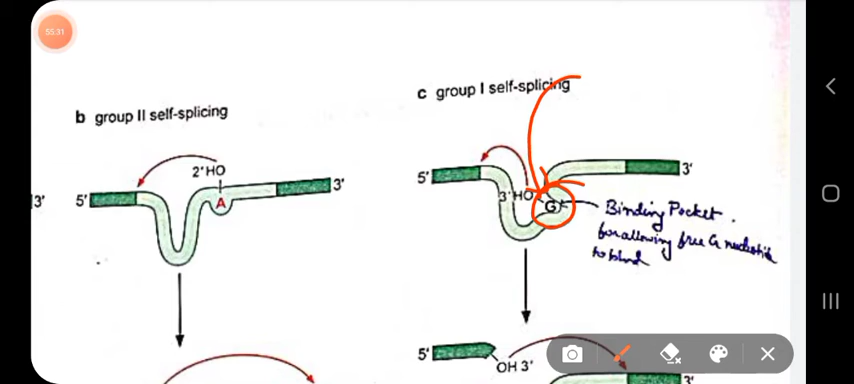 55:31
b group II self-splicing
c group I self-splicing
2'HO
A
5'
3'
3'
5'
3'HO
G
3'
Binding Pocket.
for allowing free G nucleotide
to bind
5'
OH 3'
3'